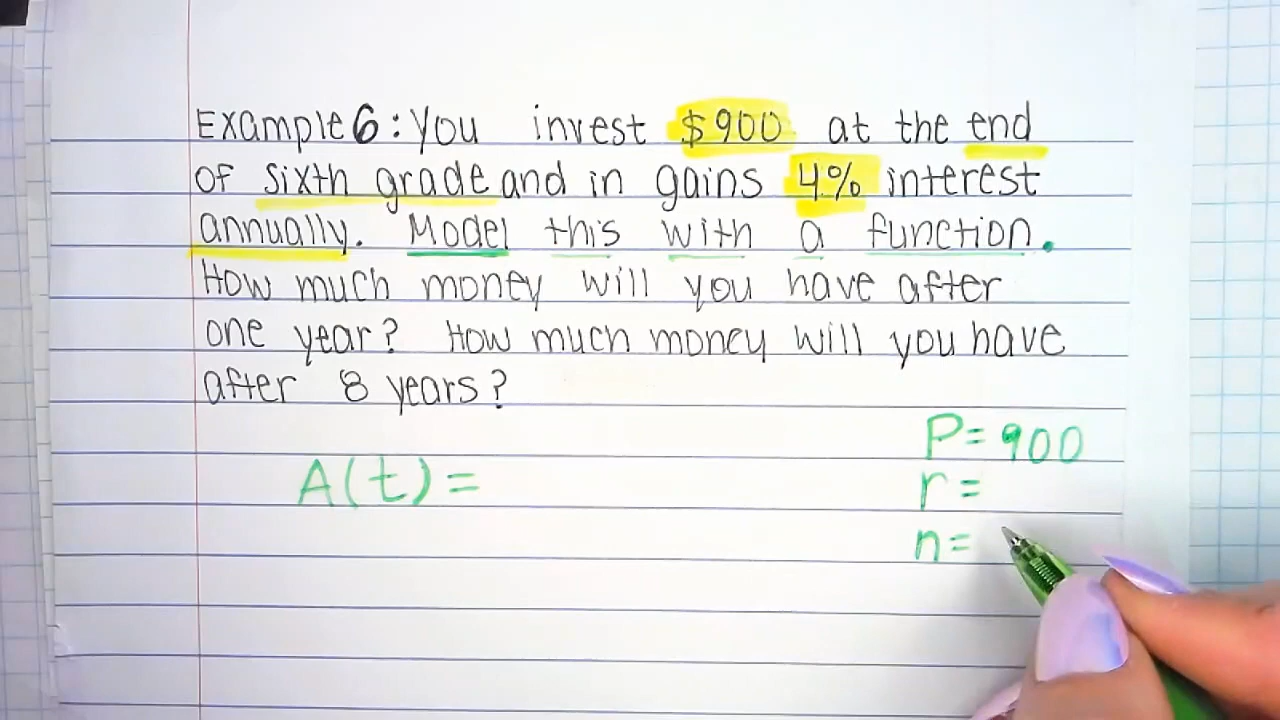 Example 6: You invest $900 at the end
of sixth grade and in gains 4% interest
annually. Model this with a function.
How much money will you have after
one year? How much money will you have
after 8 years?
P=900
A(t)=
r=
n=